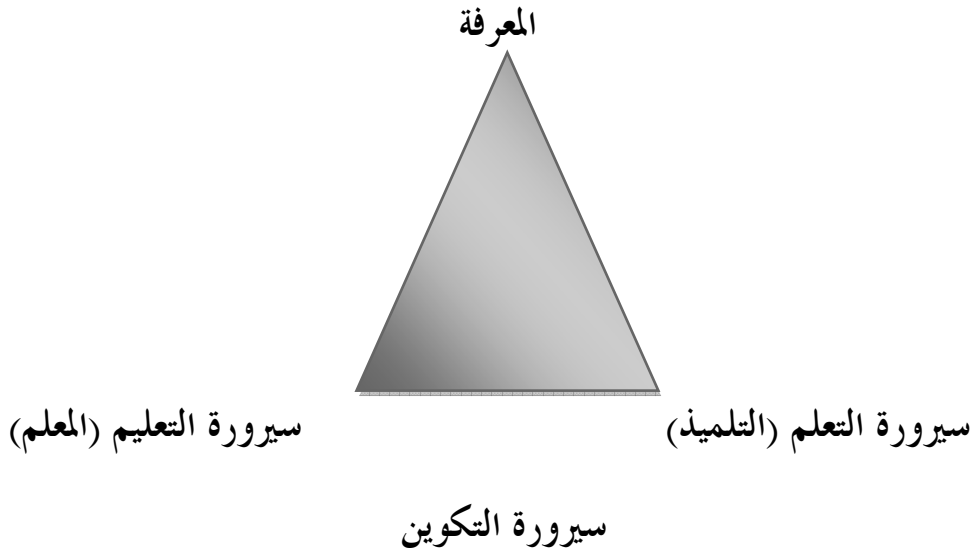 المعرفة
سيرورة التعلم (التلميذ) سيرورة التعليم (المعلم)
سيرورة التكوين